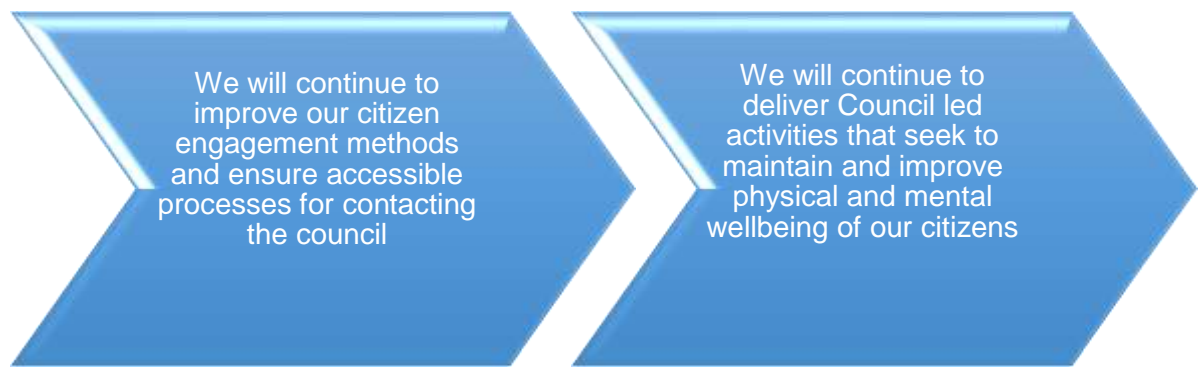 We will continue to
improve our citizen
engagement methods
and ensure accessible
processes for contacting
the council
We will continue to
deliver Council led
activities that seek to
maintain and improve
physical and mental
wellbeing of our citizens